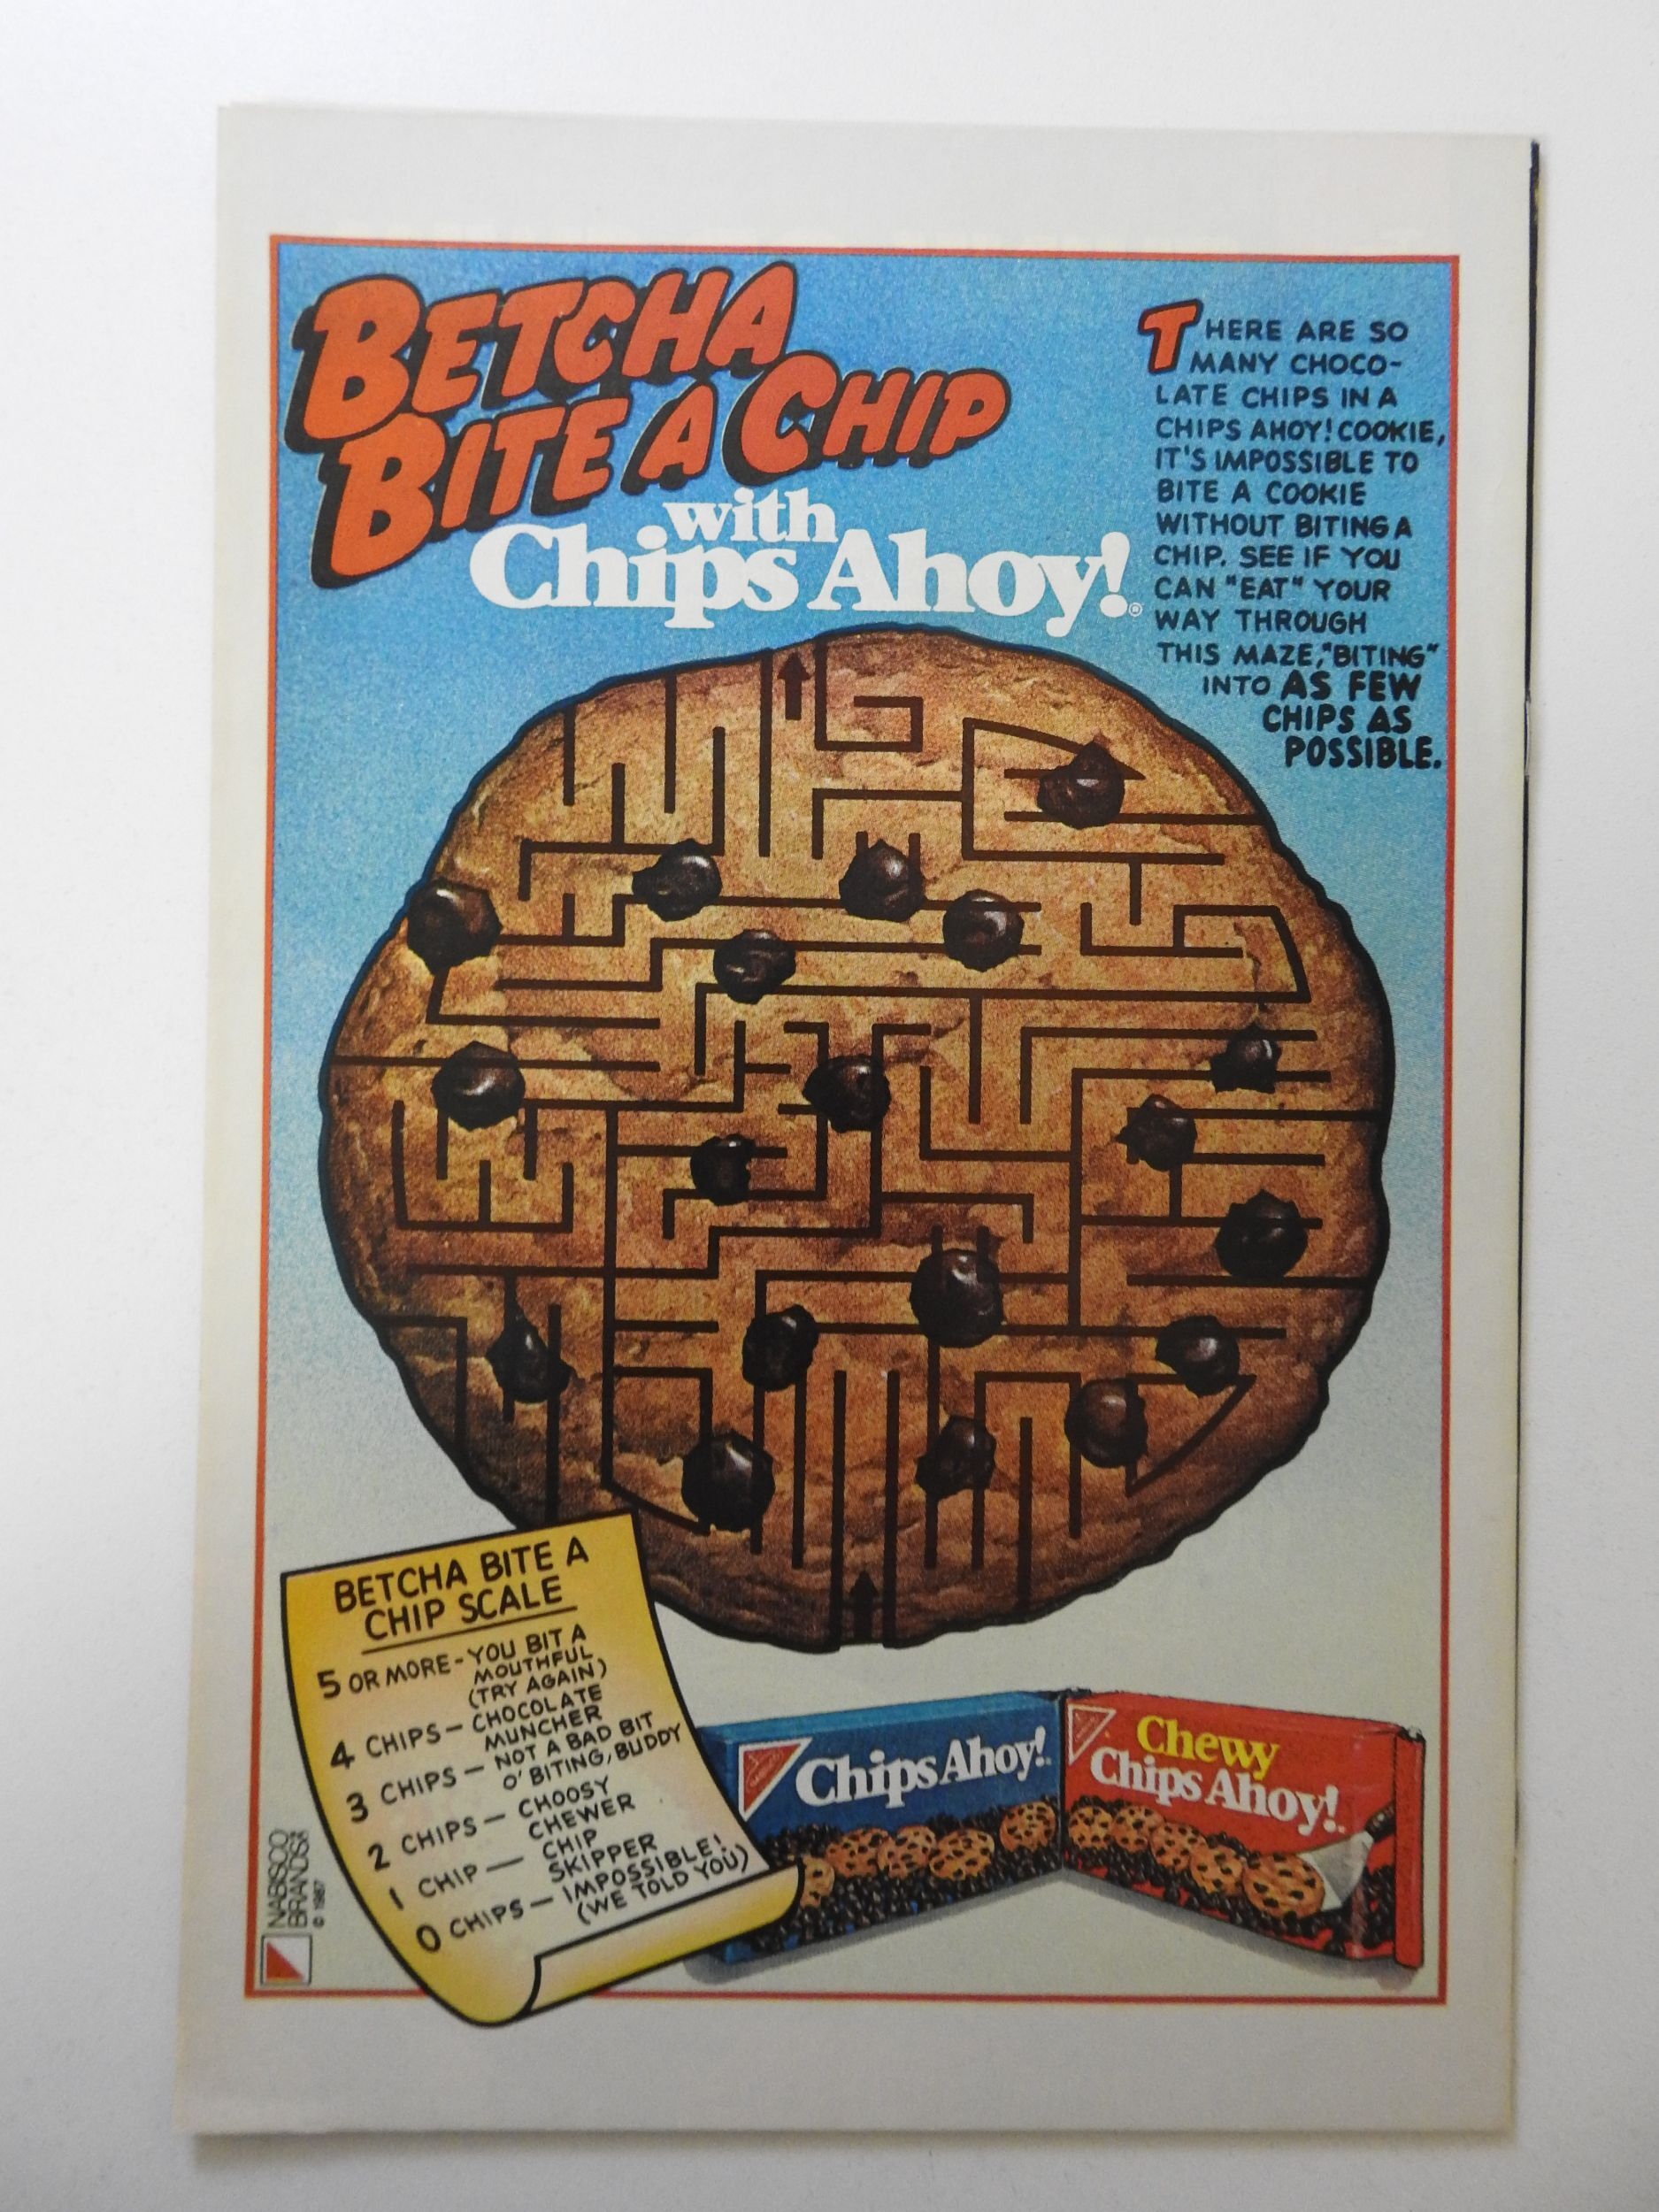 BETCHA
BITE A CHIP
with
Chips Ahoy!®
THERE ARE SO
MANY CHOCO-
LATE CHIPS IN A
CHIPS AHOY! COOKIE,
IT'S IMPOSSIBLE TO
BITE A COOKIE
WITHOUT BITING A
CHIP. SEE IF YOU
CAN "EAT" YOUR
WAY THROUGH
THIS MAZE, "BITING"
INTO AS FEW
CHIPS AS
POSSIBLE.
BETCHA BITE A
CHIP SCALE
5 OR MORE - YOU BIT A
MOUTHFUL
(TRY AGAIN)
4 CHIPS - CHOCOLATE
MUNCHER
3 CHIPS - NOT A BAD BIT
O' BITING, BUDDY
2 CHIPS - CHOOSY
CHEWER
1 CHIP - CHIP
SKIPPER
0 CHIPS - IMPOSSIBLE!
(WE TOLD YOU)
Chips Ahoy!
Chewy
Chips Ahoy!
NABISCO
BRANDS
© 1987